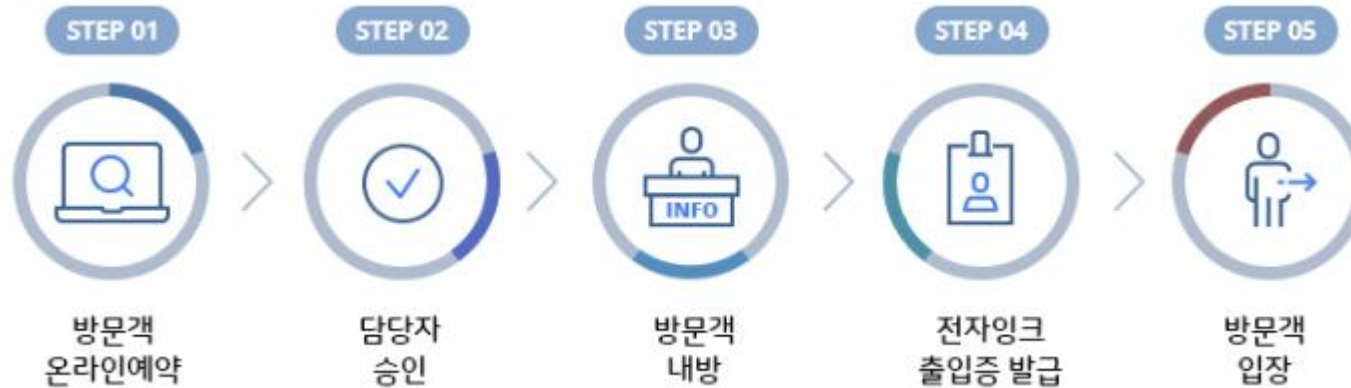 STEP 01
STEP 02
STEP 03
STEP 04
STEP 05
INFO
방문객
온라인예약
담당자
승인
방문객
내방
전자잉크
출입증 발급
방문객
입장